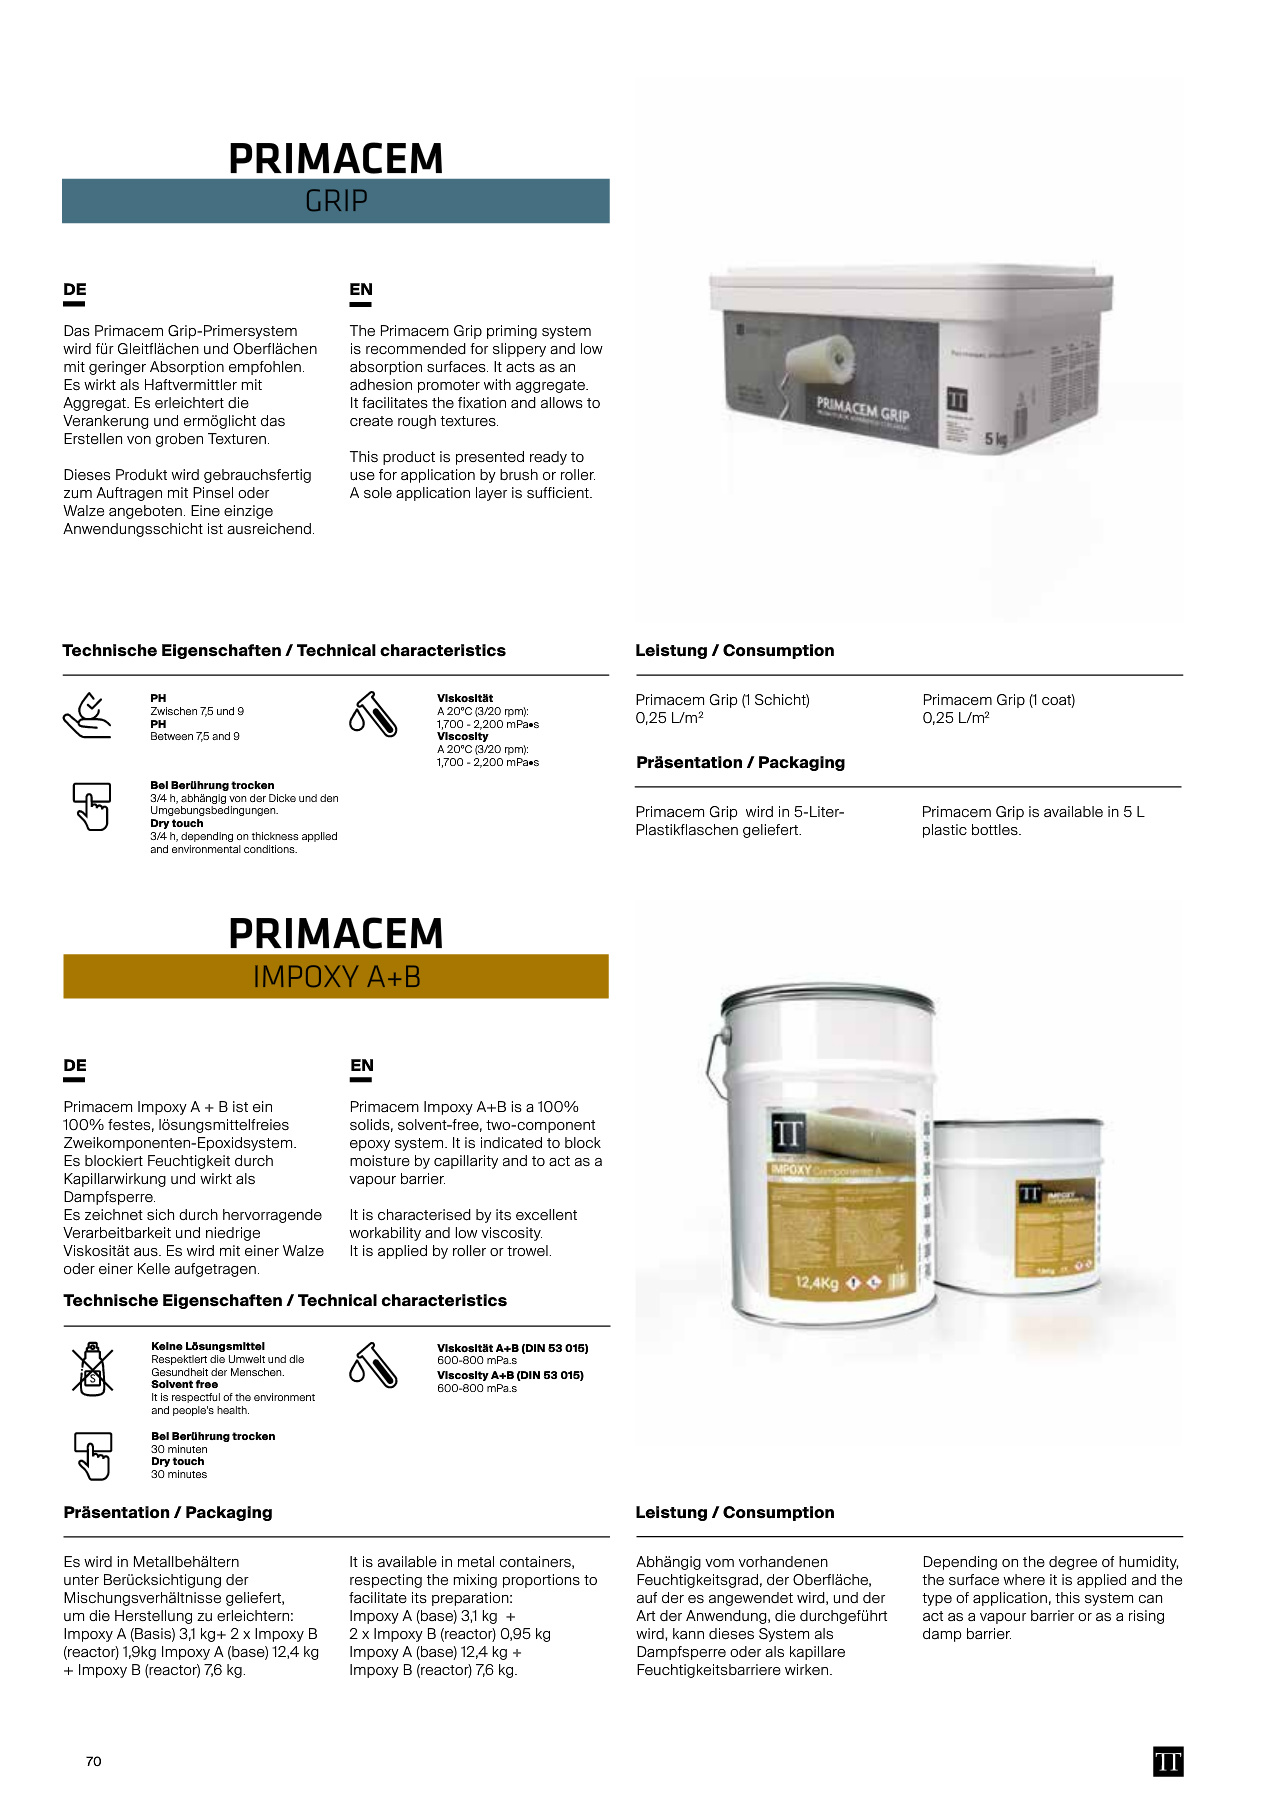 PRIMACEM
GRIP
DE
Das Primacem Grip-Primersystem
wird für Gleitflächen und Oberflächen
mit geringer Absorption empfohlen.
Es wirkt als Haftvermittler mit
Aggregat. Es erleichtert die
Verankerung und ermöglicht das
Erstellen von groben Texturen.
Dieses Produkt wird gebrauchsfertig
zum Auftragen mit Pinsel oder
Walze angeboten. Eine einzige
Anwendungsschicht ist ausreichend.
EN
The Primacem Grip priming system
is recommended for slippery and low
absorption surfaces. It acts as an
adhesion promoter with aggregate.
It facilitates the fixation and allows to
create rough textures.
This product is presented ready to
use for application by brush or roller.
A sole application layer is sufficient.
PRIMACEM GRIP
TT
5 kg
Technische Eigenschaften / Technical characteristics
PH
Zwischen 7,5 und 9
PH
Between 7,5 and 9
Viskosität
A 20°C (3/20 rpm):
1,700 - 2,200 mPa•s
Viscosity
A 20°C (3/20 rpm):
1,700 - 2,200 mPa•s
Bei Berührung trocken
3/4 h, abhängig von der Dicke und den
Umgebungsbedingungen.
Dry touch
3/4 h, depending on thickness applied
and environmental conditions.
Leistung / Consumption
Primacem Grip (1 Schicht)
0,25 L/m²
Primacem Grip (1 coat)
0,25 L/m²
Präsentation / Packaging
Primacem Grip  wird in 5-Liter-
Plastikflaschen geliefert.
Primacem Grip is available in 5 L
plastic bottles.
PRIMACEM
IMPOXY A+B
DE
Primacem Impoxy A + B ist ein
100% festes, lösungsmittelfreies
Zweikomponenten-Epoxidsystem.
Es blockiert Feuchtigkeit durch
Kapillarwirkung und wirkt als
Dampfsperre.
Es zeichnet sich durch hervorragende
Verarbeitbarkeit und niedrige
Viskosität aus. Es wird mit einer Walze
oder einer Kelle aufgetragen.
EN
Primacem Impoxy A+B is a 100%
solids, solvent-free, two-component
epoxy system. It is indicated to block
moisture by capillarity and to act as a
vapour barrier.
It is characterised by its excellent
workability and low viscosity.
It is applied by roller or trowel.
TT
IMPOXY Componente A
12,4Kg
TT
IMPOXY
Technische Eigenschaften / Technical characteristics
S
Keine Lösungsmittel
Respektiert die Umwelt und die
Gesundheit der Menschen.
Solvent free
It is respectful of the environment
and people's health.
Viskosität A+B (DIN 53 015)
600-800 mPa.s
Viscosity A+B (DIN 53 015)
600-800 mPa.s
Bei Berührung trocken
30 minuten
Dry touch
30 minutes
Präsentation / Packaging
Es wird in Metallbehältern
unter Berücksichtigung der
Mischungsverhältnisse geliefert,
um die Herstellung zu erleichtern:
Impoxy A (Basis) 3,1 kg+ 2 x Impoxy B
(reactor) 1,9kg Impoxy A (base) 12,4 kg
+ Impoxy B (reactor) 7,6 kg.
It is available in metal containers,
respecting the mixing proportions to
facilitate its preparation:
Impoxy A (base) 3,1 kg  +
2 x Impoxy B (reactor) 0,95 kg
Impoxy A (base) 12,4 kg +
Impoxy B (reactor) 7,6 kg.
Leistung / Consumption
Abhängig vom vorhandenen
Feuchtigkeitsgrad, der Oberfläche,
auf der es angewendet wird, und der
Art der Anwendung, die durchgeführt
wird, kann dieses System als
Dampfsperre oder als kapillare
Feuchtigkeitsbarriere wirken.
Depending on the degree of humidity,
the surface where it is applied and the
type of application, this system can
act as a vapour barrier or as a rising
damp barrier.
70
TT